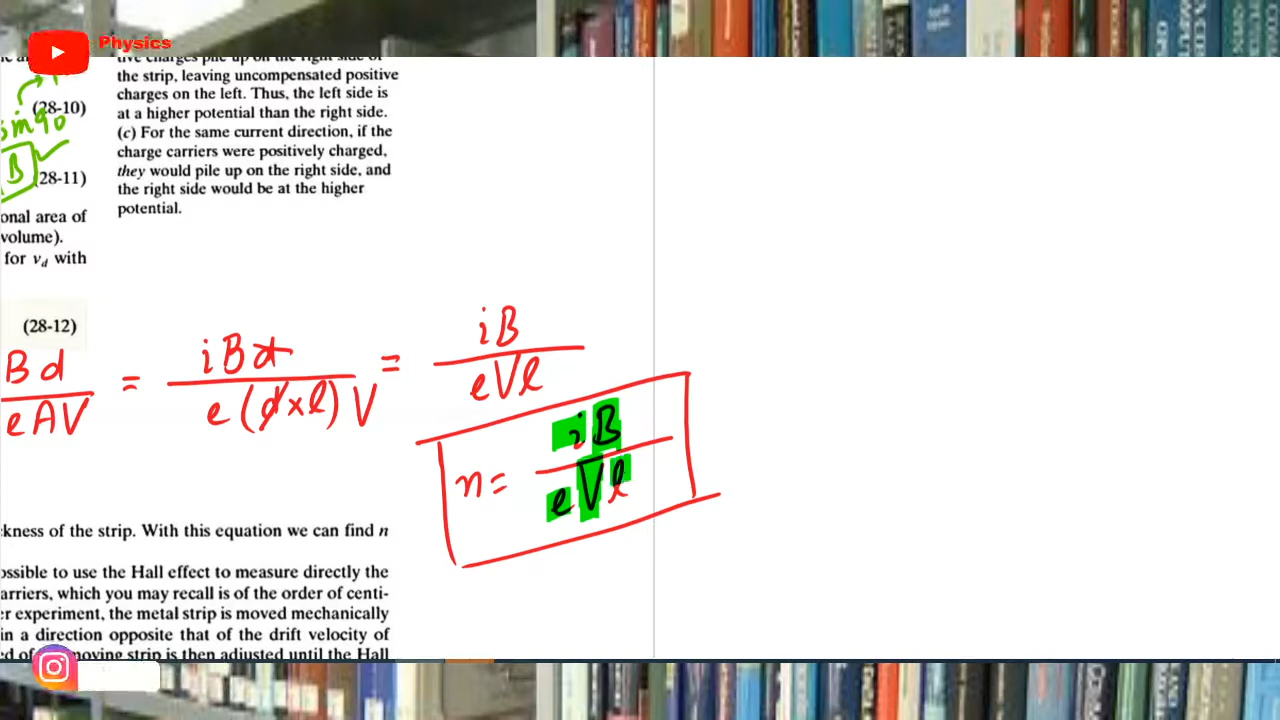 Physics
tive charges pile up on the right side of
the strip, leaving uncompensated positive
charges on the left. Thus, the left side is
at a higher potential than the right side.
(c) For the same current direction, if the
charge carriers were positively charged,
they would pile up on the right side, and
the right side would be at the higher
potential.
(28-10)
sin 90
B
(28-11)
onal area of
volume).
for vd with
(28-12)
Bd / eAV = iBd / e(d×l)V = iB / eVl
n = iB / eVl
ckness of the strip. With this equation we can find n
ossible to use the Hall effect to measure directly the
arriers, which you may recall is of the order of centi-
er experiment, the metal strip is moved mechanically
in a direction opposite that of the drift velocity of
ed of moving strip is then adjusted until the Hall